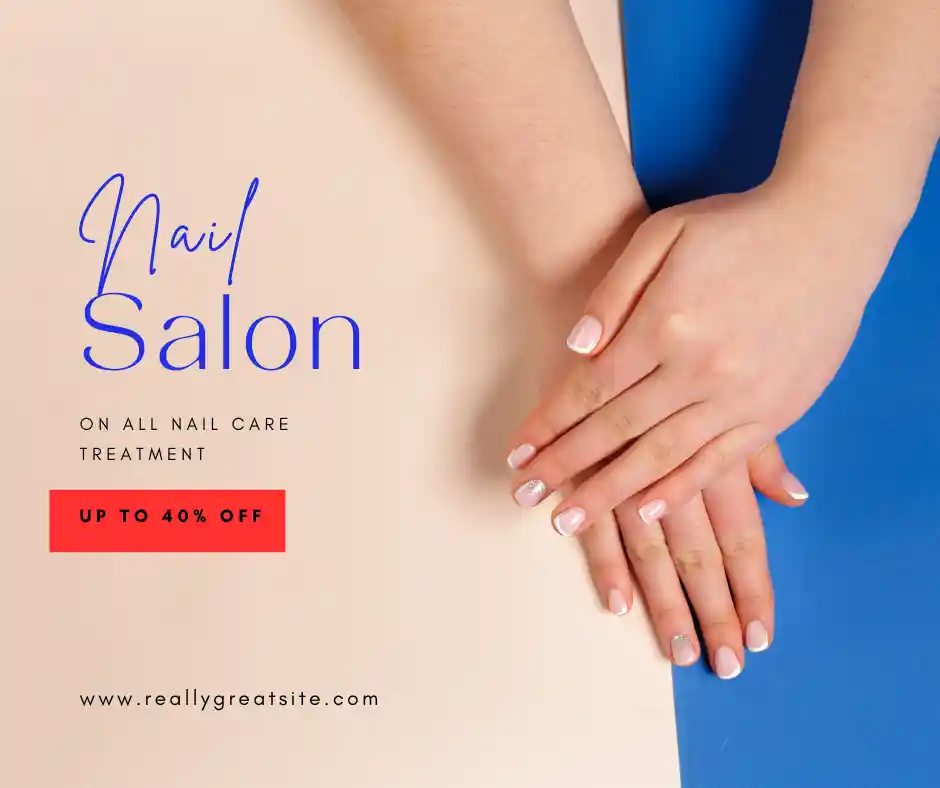 Nail
Salon
ON ALL NAIL CARE
TREATMENT
UP TO 40% OFF
www.reallygreatsite.com